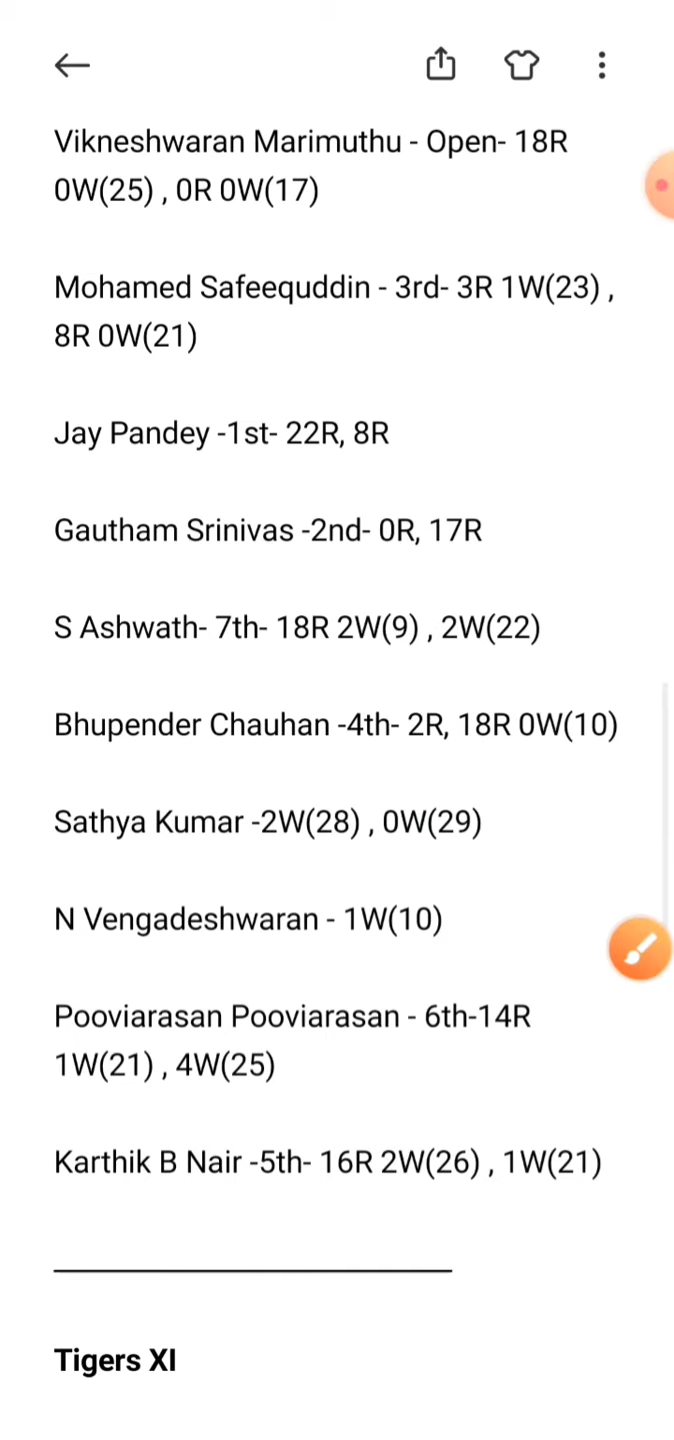 Vikneshwaran Marimuthu - Open- 18R
0W(25) , 0R 0W(17)
Mohamed Safeequddin - 3rd- 3R 1W(23) ,
8R 0W(21)
Jay Pandey -1st- 22R, 8R
Gautham Srinivas -2nd- 0R, 17R
S Ashwath- 7th- 18R 2W(9) , 2W(22)
Bhupender Chauhan -4th- 2R, 18R 0W(10)
Sathya Kumar -2W(28) , 0W(29)
N Vengadeshwaran - 1W(10)
Pooviarasan Pooviarasan - 6th-14R
1W(21) , 4W(25)
Karthik B Nair -5th- 16R 2W(26) , 1W(21)
Tigers XI